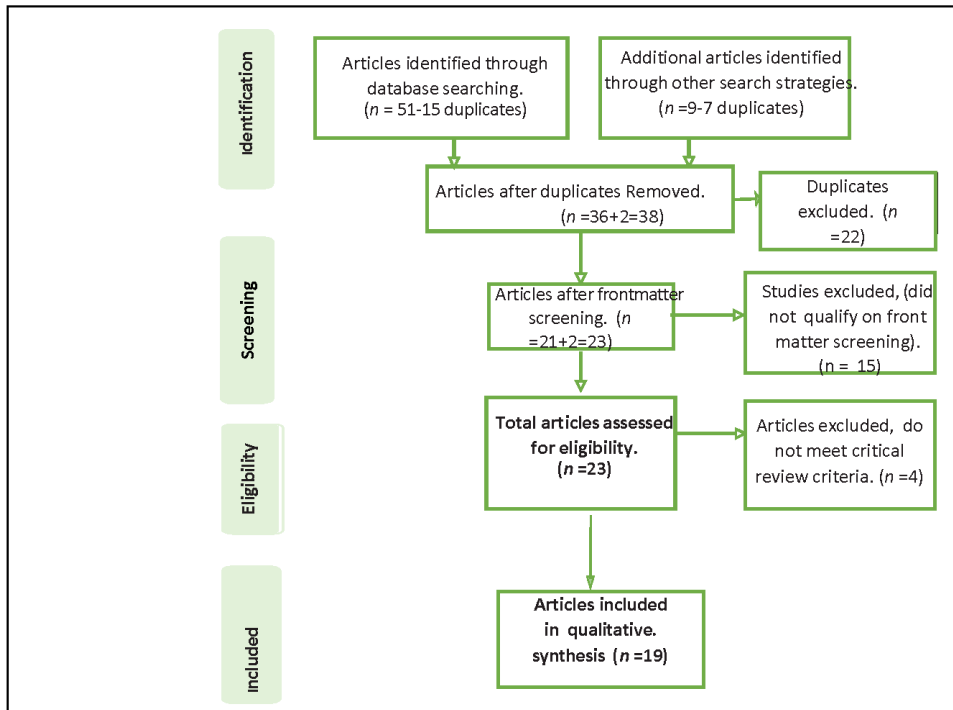 Identification
Articles identified through
database searching.
(n = 51-15 duplicates)
Additional articles identified
through other search strategies.
(n =9-7 duplicates)
Articles after duplicates Removed.
(n =36+2=38)
Duplicates
excluded. (n
=22)
Screening
Articles after frontmatter
screening. (n
=21+2=23)
Studies excluded, (did
not qualify on front
matter screening).
(n = 15)
Eligibility
Total articles assessed
for eligibility.
(n=23)
Articles excluded, do
not meet critical
review criteria. (n =4)
Included
Articles included
in qualitative.
synthesis (n =19)